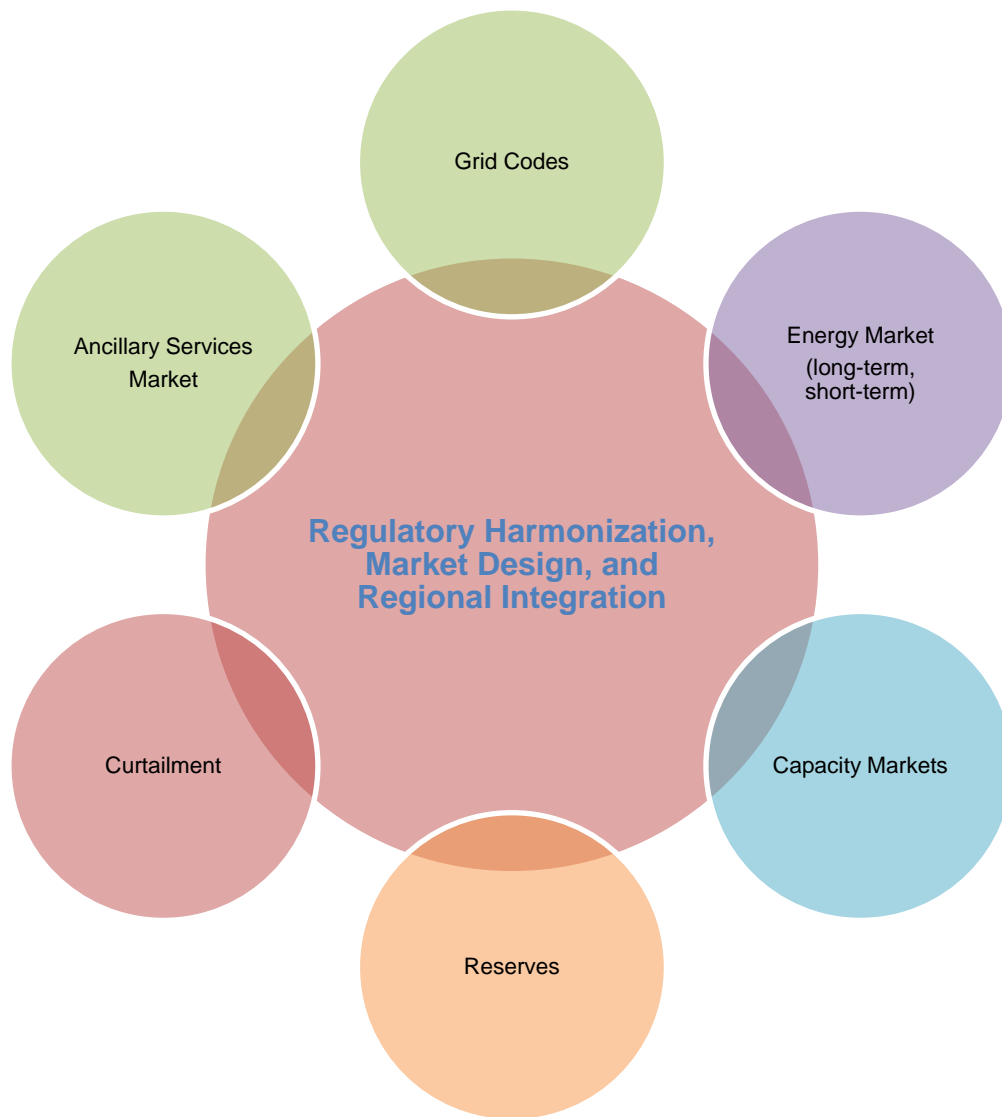 Grid Codes
Ancillary Services
Market
Energy Market
(long-term,
short-term)
Regulatory Harmonization,
Market Design, and
Regional Integration
Curtailment
Capacity Markets
Reserves